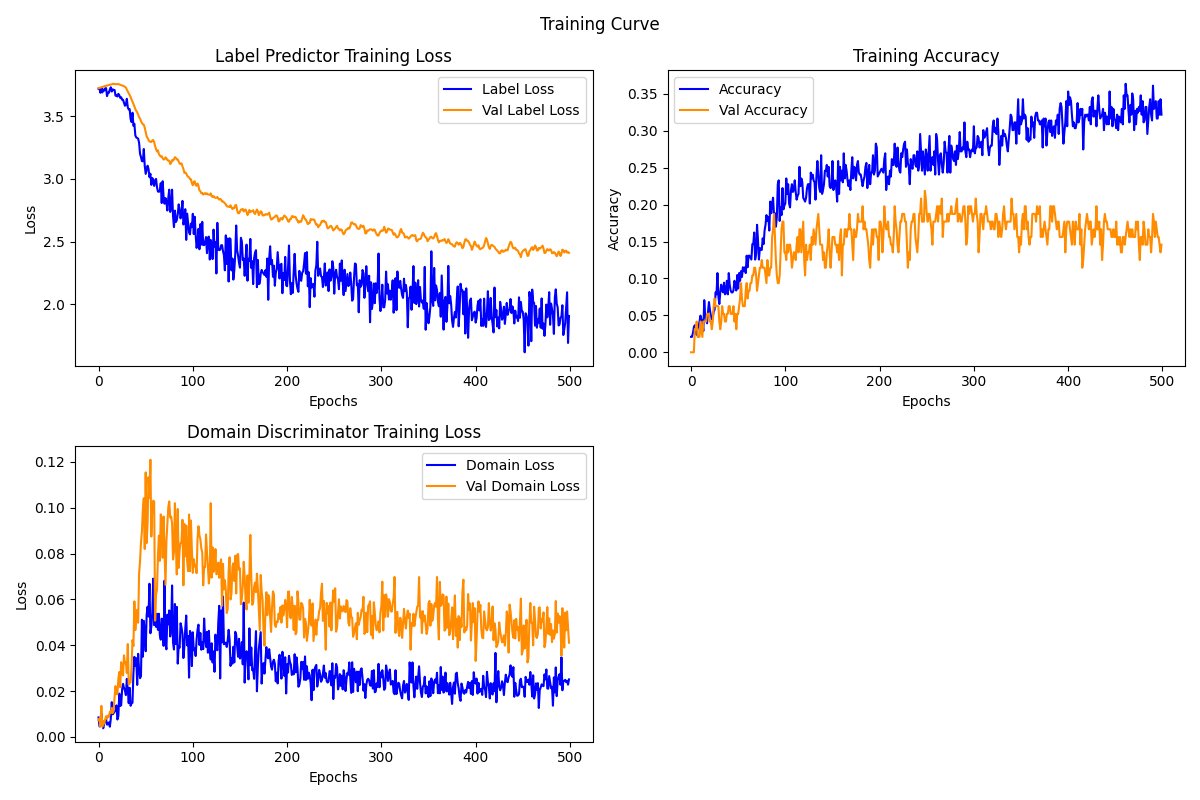 Training Curve
Label Predictor Training Loss
Label Loss
Val Label Loss
3.5
3.0
2.5
2.0
Loss
0 100 200 300 400 500
Epochs
Training Accuracy
Accuracy
Val Accuracy
0.35
0.30
0.25
0.20
0.15
0.10
0.05
0.00
Accuracy
0 100 200 300 400 500
Epochs
Domain Discriminator Training Loss
Domain Loss
Val Domain Loss
0.12
0.10
0.08
0.06
0.04
0.02
0.00
Loss
0 100 200 300 400 500
Epochs